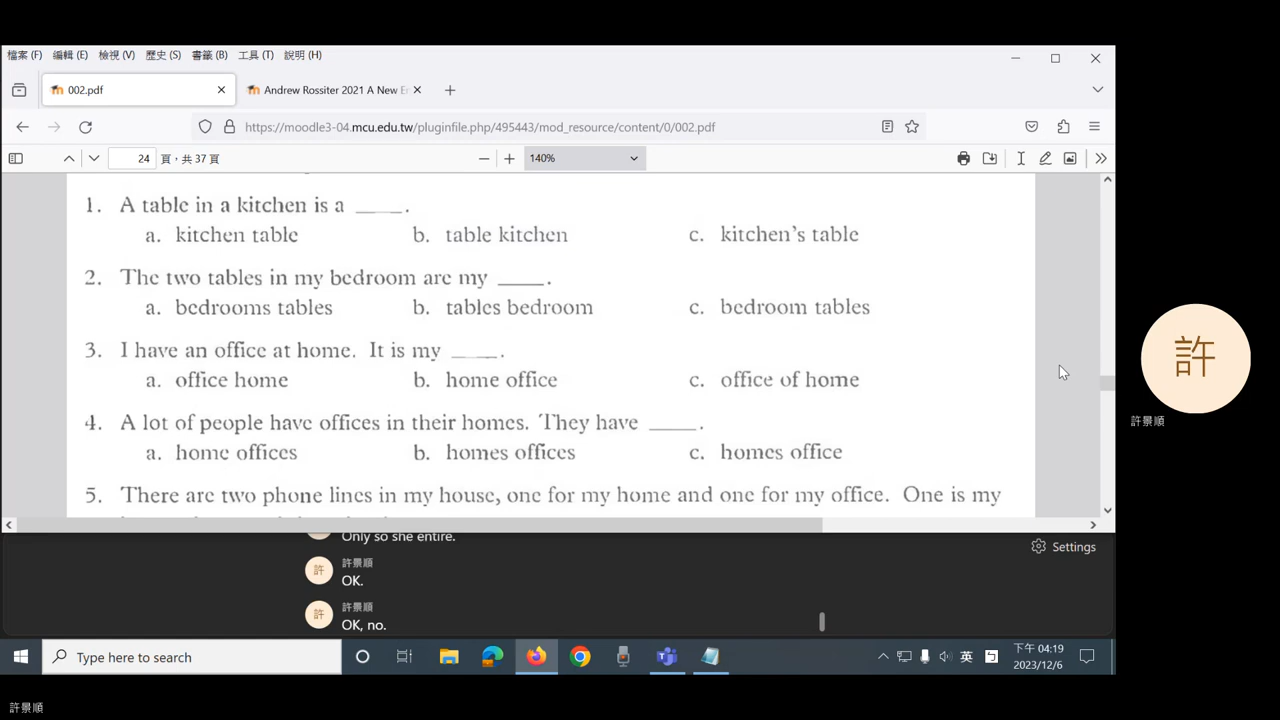 檔案 (F) 編輯 (E) 檢視 (V) 歷史 (S) 書籤 (B) 工具 (T) 說明 (H)
002.pdf Andrew Rossiter 2021 A New E
https://moodle3-04.mcu.edu.tw/pluginfile.php/495443/mod_resource/content/0/002.pdf
24 頁，共 37 頁 140%
1. A table in a kitchen is a ____.
a. kitchen table b. table kitchen c. kitchen's table
2. The two tables in my bedroom are my ____.
a. bedrooms tables b. tables bedroom c. bedroom tables
3. I have an office at home. It is my ____.
a. office home b. home office c. office of home
4. A lot of people have offices in their homes. They have ____.
a. home offices b. homes offices c. homes office
5. There are two phone lines in my house, one for my home and one for my office. One is my
Only so she entire.
Settings
許 許景順
OK.
許 許景順
OK, no.
許
許景順
Type here to search
英
下午 04:19
2023/12/6
許景順